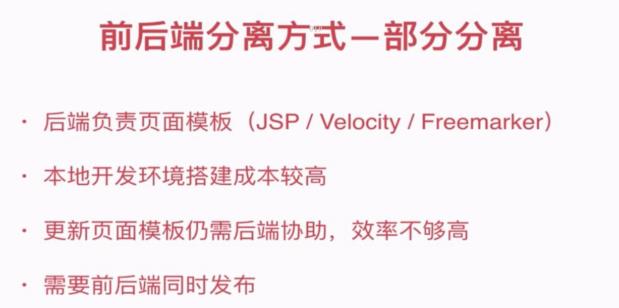 前后端分离方式—部分分离
· 后端负责页面模板（JSP / Velocity / Freemarker）
· 本地开发环境搭建成本较高
· 更新页面模板仍需后端协助，效率不够高
· 需要前后端同时发布